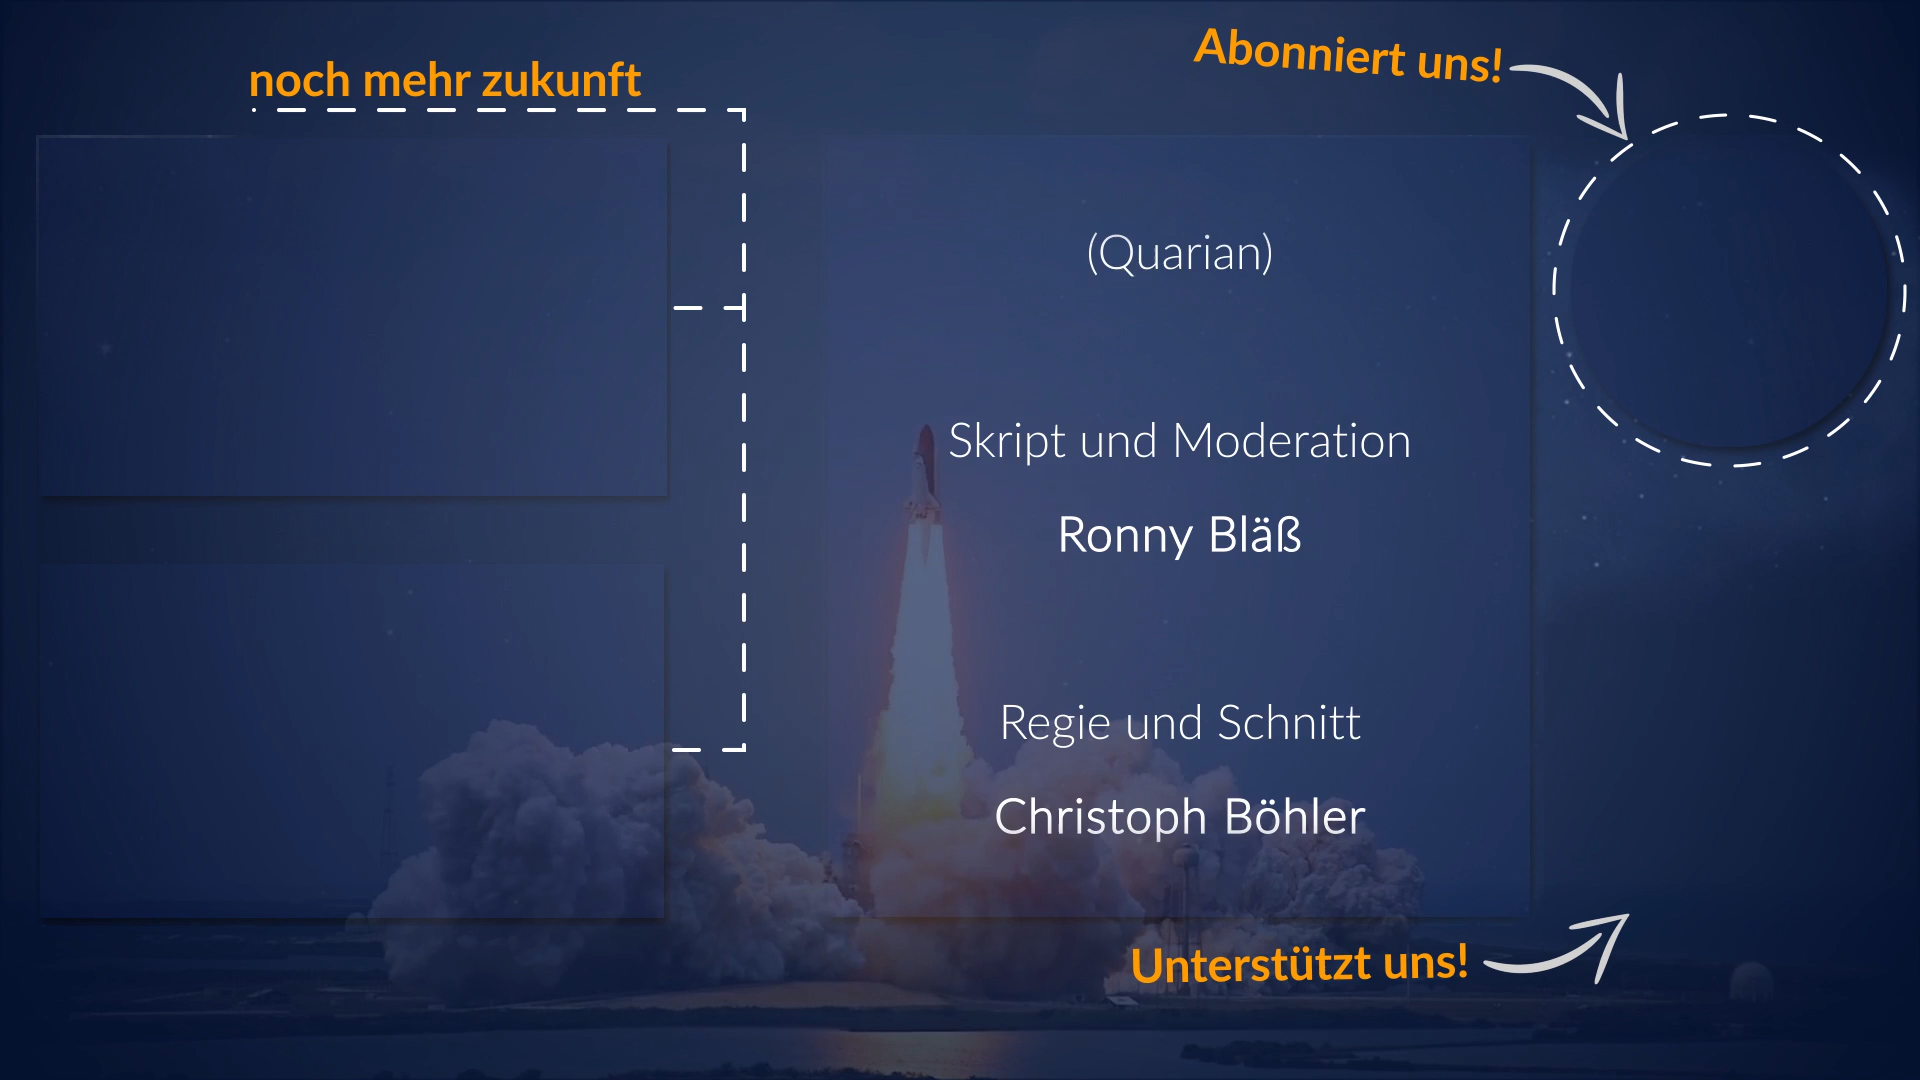 noch mehr zukunft
Abonniert uns!
(Quarian)
Skript und Moderation
Ronny Bläß
Regie und Schnitt
Christoph Böhler
Unterstützt uns!